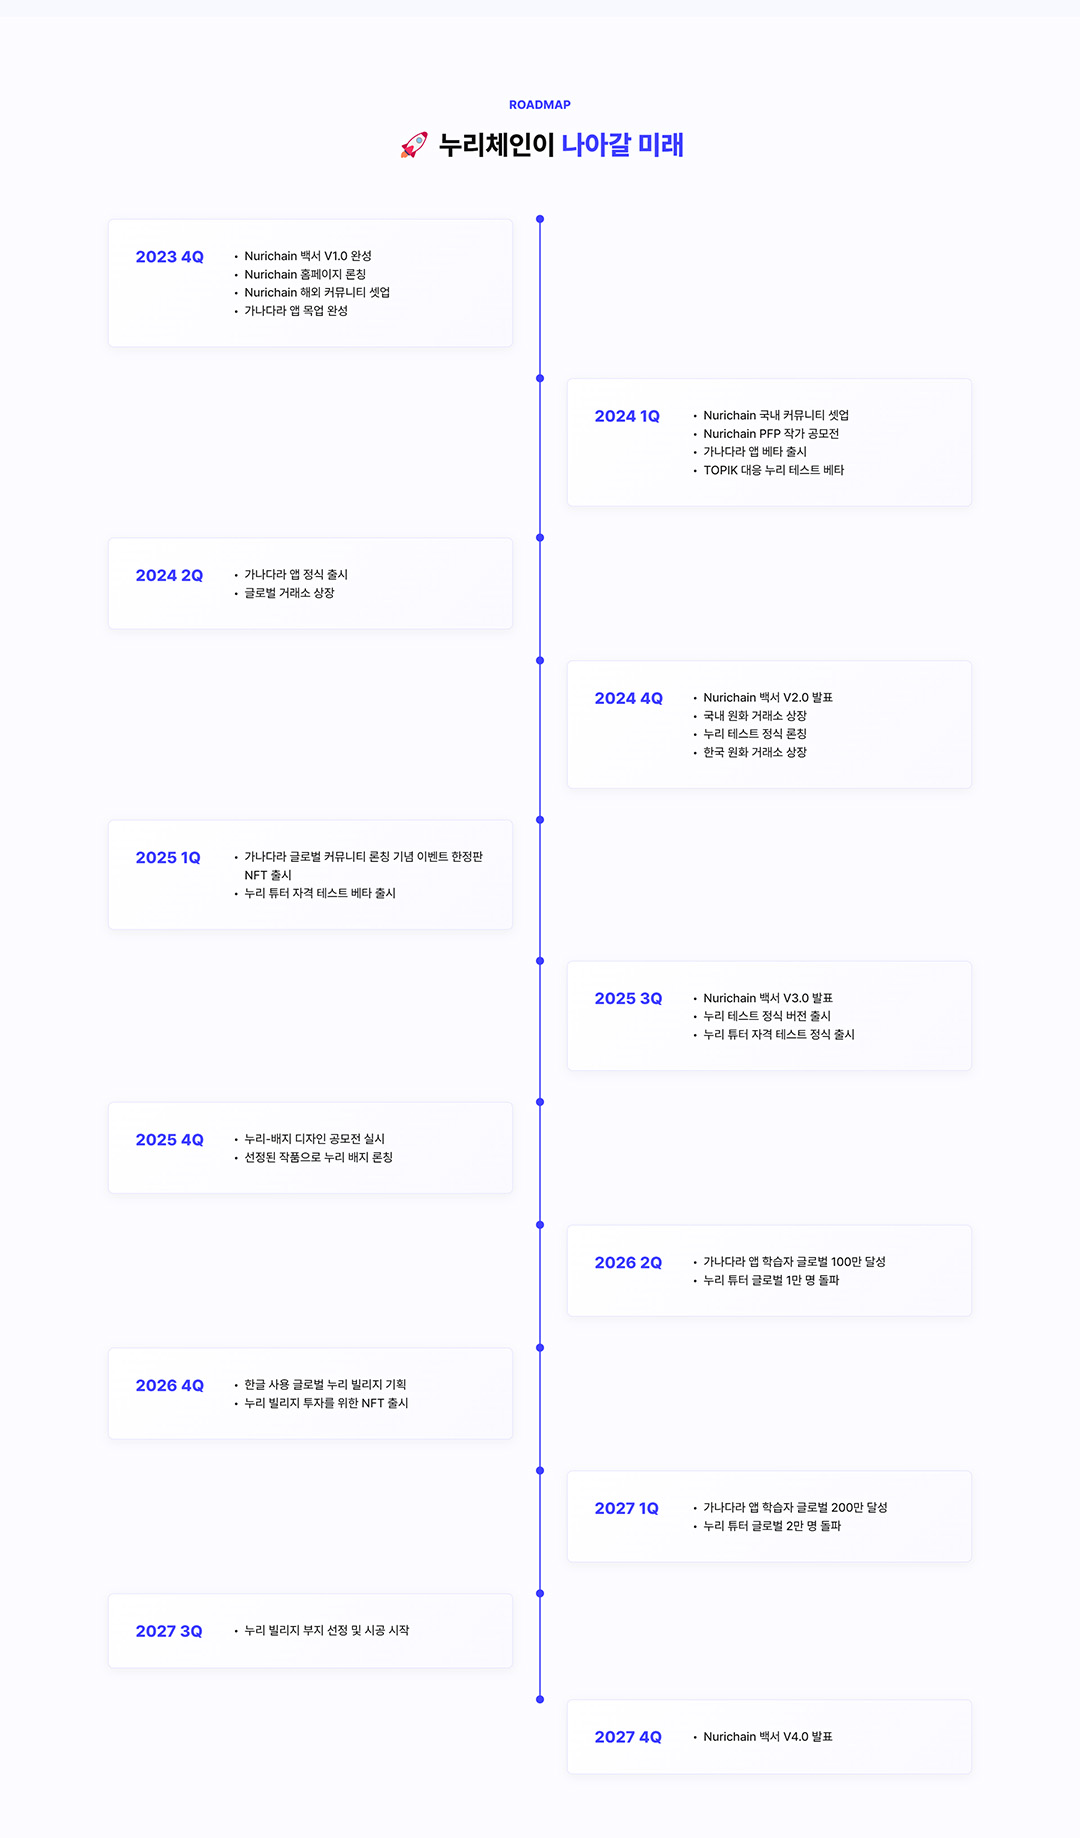 ROADMAP
🚀 누리체인이 나아갈 미래
2023 4Q
• Nurichain 백서 V1.0 완성
• Nurichain 홈페이지 론칭
• Nurichain 해외 커뮤니티 셋업
• 가나다라 앱 목업 완성
2024 1Q
• Nurichain 국내 커뮤니티 셋업
• Nurichain PFP 작가 공모전
• 가나다라 앱 베타 출시
• TOPIK 대응 누리 테스트 베타
2024 2Q
• 가나다라 앱 정식 출시
• 글로벌 거래소 상장
2024 4Q
• Nurichain 백서 V2.0 발표
• 국내 원화 거래소 상장
• 누리 테스트 정식 론칭
• 한국 원화 거래소 상장
2025 1Q
• 가나다라 글로벌 커뮤니티 론칭 기념 이벤트 한정판
NFT 출시
• 누리 튜터 자격 테스트 베타 출시
2025 3Q
• Nurichain 백서 V3.0 발표
• 누리 테스트 정식 버전 출시
• 누리 튜터 자격 테스트 정식 출시
2025 4Q
• 누리-배지 디자인 공모전 실시
• 선정된 작품으로 누리 배지 론칭
2026 2Q
• 가나다라 앱 학습자 글로벌 100만 달성
• 누리 튜터 글로벌 1만 명 돌파
2026 4Q
• 한글 사용 글로벌 누리 빌리지 기획
• 누리 빌리지 투자를 위한 NFT 출시
2027 1Q
• 가나다라 앱 학습자 글로벌 200만 달성
• 누리 튜터 글로벌 2만 명 돌파
2027 3Q
• 누리 빌리지 부지 선정 및 시공 시작
2027 4Q
• Nurichain 백서 V4.0 발표